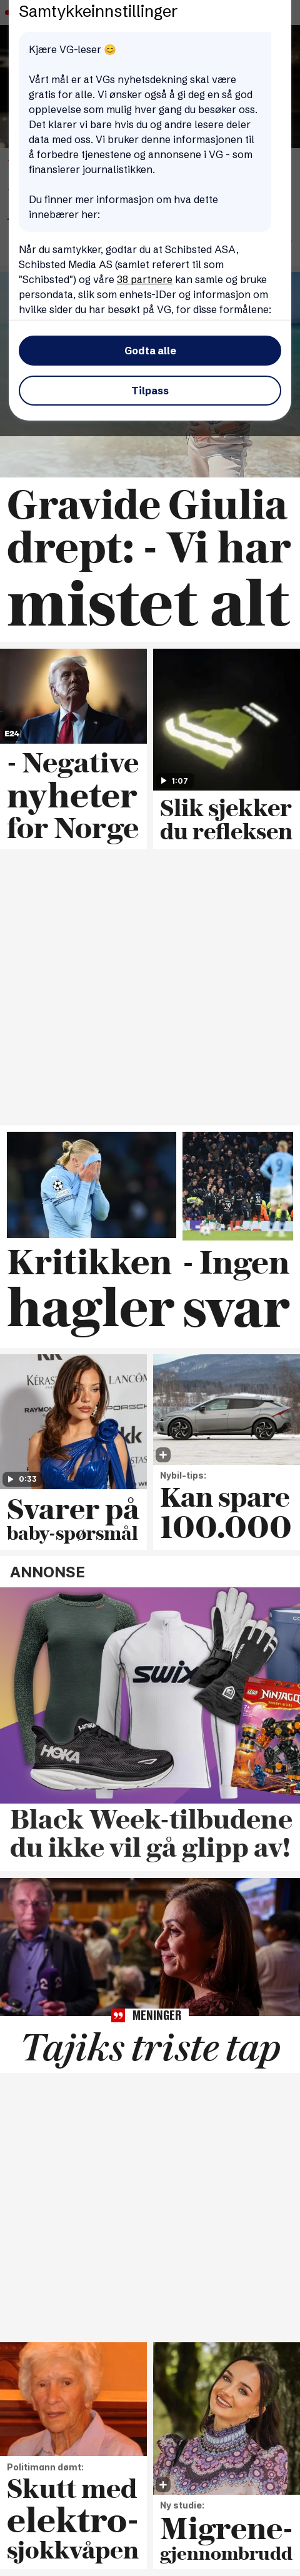 Samtykkeinnstillinger
Kjære VG-leser 😊
Vårt mål er at VGs nyhetsdekning skal være
gratis for alle. Vi ønsker også å gi deg en så god
opplevelse som mulig hver gang du besøker oss.
Det klarer vi bare hvis du og andre lesere deler
data med oss. Vi bruker denne informasjonen til
å forbedre tjenestene og annonsene i VG - som
finansierer journalistikken.
Du finner mer informasjon om hva dette
innebærer her:
Når du samtykker, godtar du at Schibsted ASA,
Schibsted Media AS (samlet referert til som
"Schibsted") og våre 38 partnere kan samle og bruke
persondata, slik som enhets-IDer og informasjon om
hvilke sider du har besøkt på VG, for disse formålene:
Godta alle
Tilpass
Gravide Giulia
drept: - Vi har
mistet alt
E24
- Negative
nyheter
for Norge
1:07
Slik sjekker
du refleksen
Kritikken
hagler
- Ingen
svar
KÉRAS
LANCÔM
RAYMON
PORSCH
0:33
Svarer på
baby-spørsmål
Nybil-tips:
Kan spare
100.000
ANNONSE
SWIX
HOKA
LEGO
NINJAGO
Black Week-tilbudene
du ikke vil gå glipp av!
MENINGER
Tajiks triste tap
Politimann dømt:
Skutt med
elektro-
sjokkvåpen
Ny studie:
Migrene-
gjennombrudd